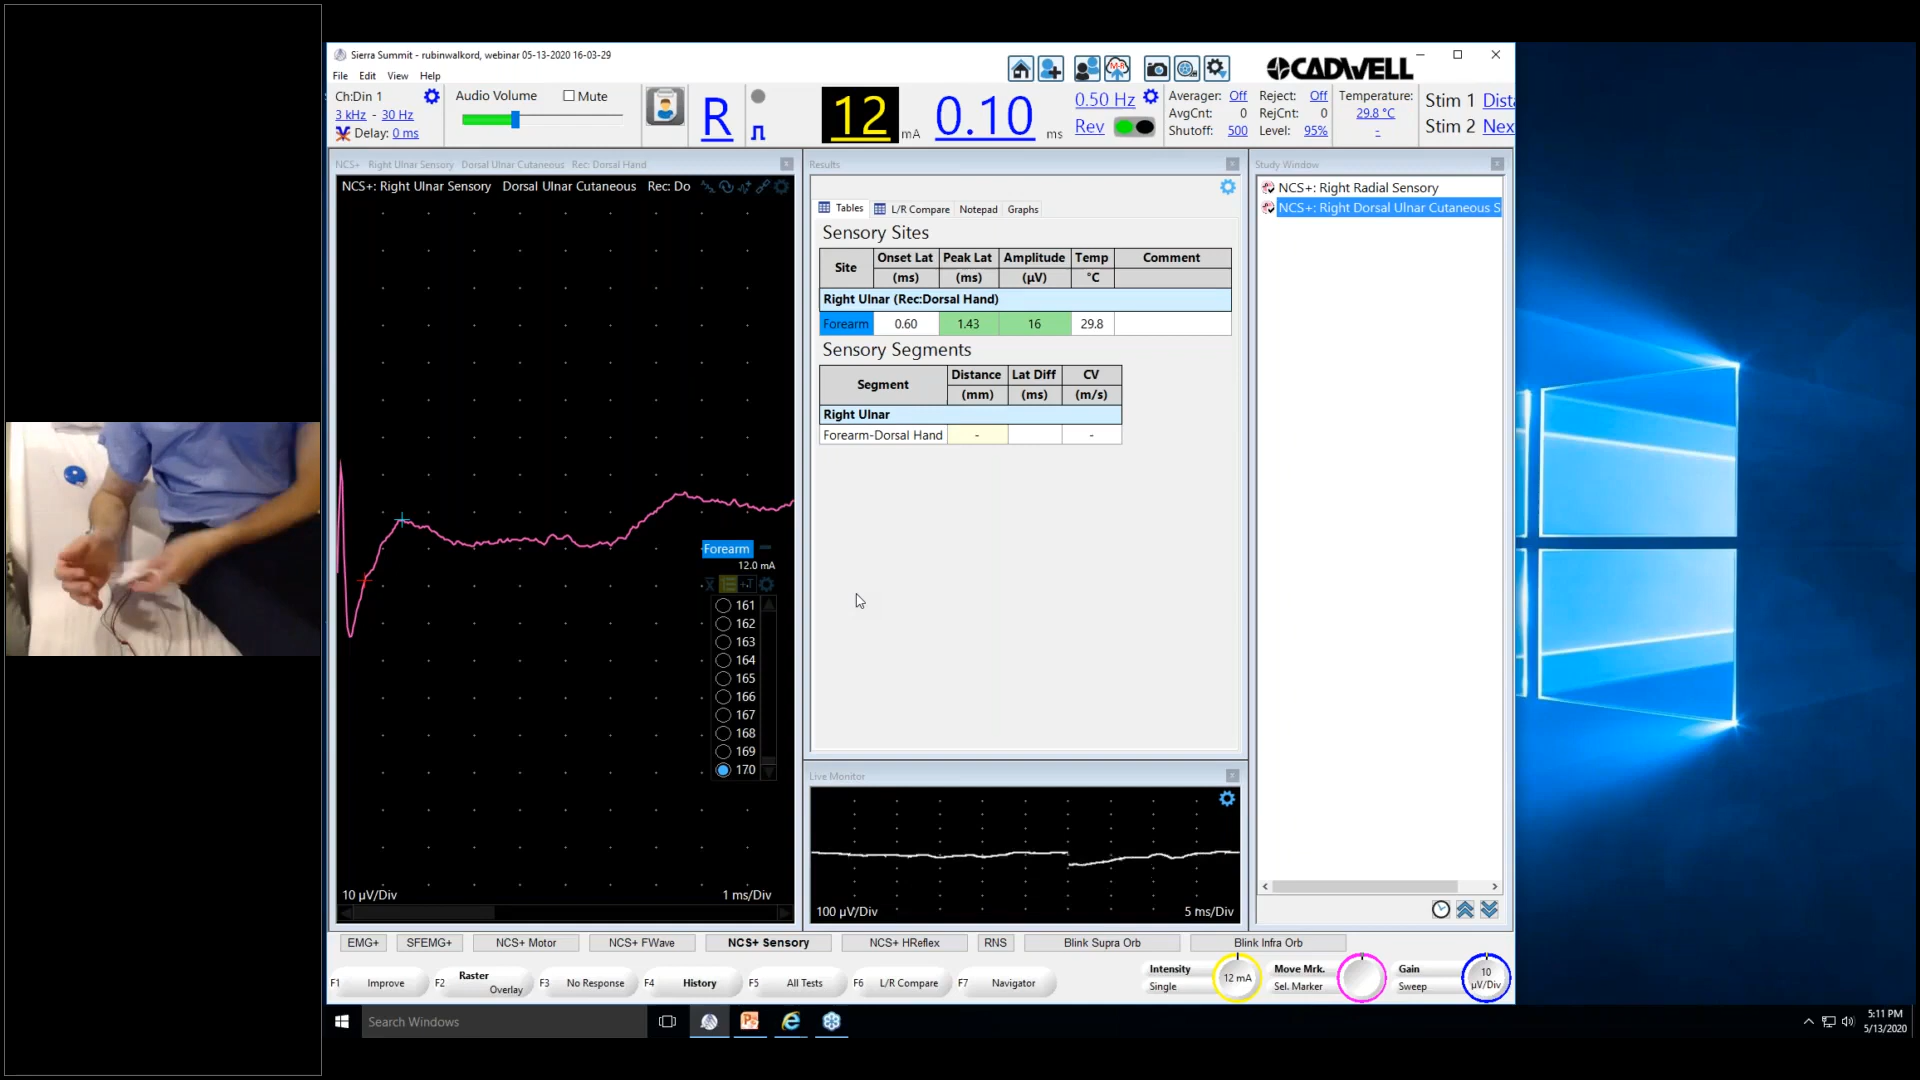 Sierra Summit - rubinwalkord, webinar 05-13-2020 16-03-29
File Edit View Help
CADWELL
Ch:Din 1
3 kHz - 30 Hz
Delay: 0 ms
Audio Volume
Mute
R
12 mA
0.10 ms
0.50 Hz
Rev
Averager: Off
AvgCnt: 0
Shutoff: 500
Reject: Off
RejCnt: 0
Level: 95%
Temperature:
29.8 °C
-
Stim 1 Dist
Stim 2 Nex
NCS+ Right Ulnar Sensory Dorsal Ulnar Cutaneous Rec: Dorsal Hand
NCS+: Right Ulnar Sensory Dorsal Ulnar Cutaneous Rec: Do
Forearm
12.0 mA
+T
161
162
163
164
165
166
167
168
169
170
10 µV/Div 1 ms/Div
Results
Tables L/R Compare Notepad Graphs
Sensory Sites
Site Onset Lat Peak Lat Amplitude Temp Comment
(ms) (ms) (µV) °C
Right Ulnar (Rec:Dorsal Hand)
Forearm 0.60 1.43 16 29.8
Sensory Segments
Segment Distance Lat Diff CV
(mm) (ms) (m/s)
Right Ulnar
Forearm-Dorsal Hand - -
Live Monitor
100 µV/Div 5 ms/Div
Study Window
NCS+: Right Radial Sensory
NCS+: Right Dorsal Ulnar Cutaneous S
EMG+ SFEMG+ NCS+ Motor NCS+ FWave NCS+ Sensory NCS+ HReflex RNS Blink Supra Orb Blink Infra Orb
F1 Improve F2 Raster Overlay F3 No Response F4 History F5 All Tests F6 L/R Compare F7 Navigator
Intensity
Single
12 mA
Move Mrk.
Sel. Marker
Gain
Sweep
10
µV/Div
Search Windows
5:11 PM
5/13/2020